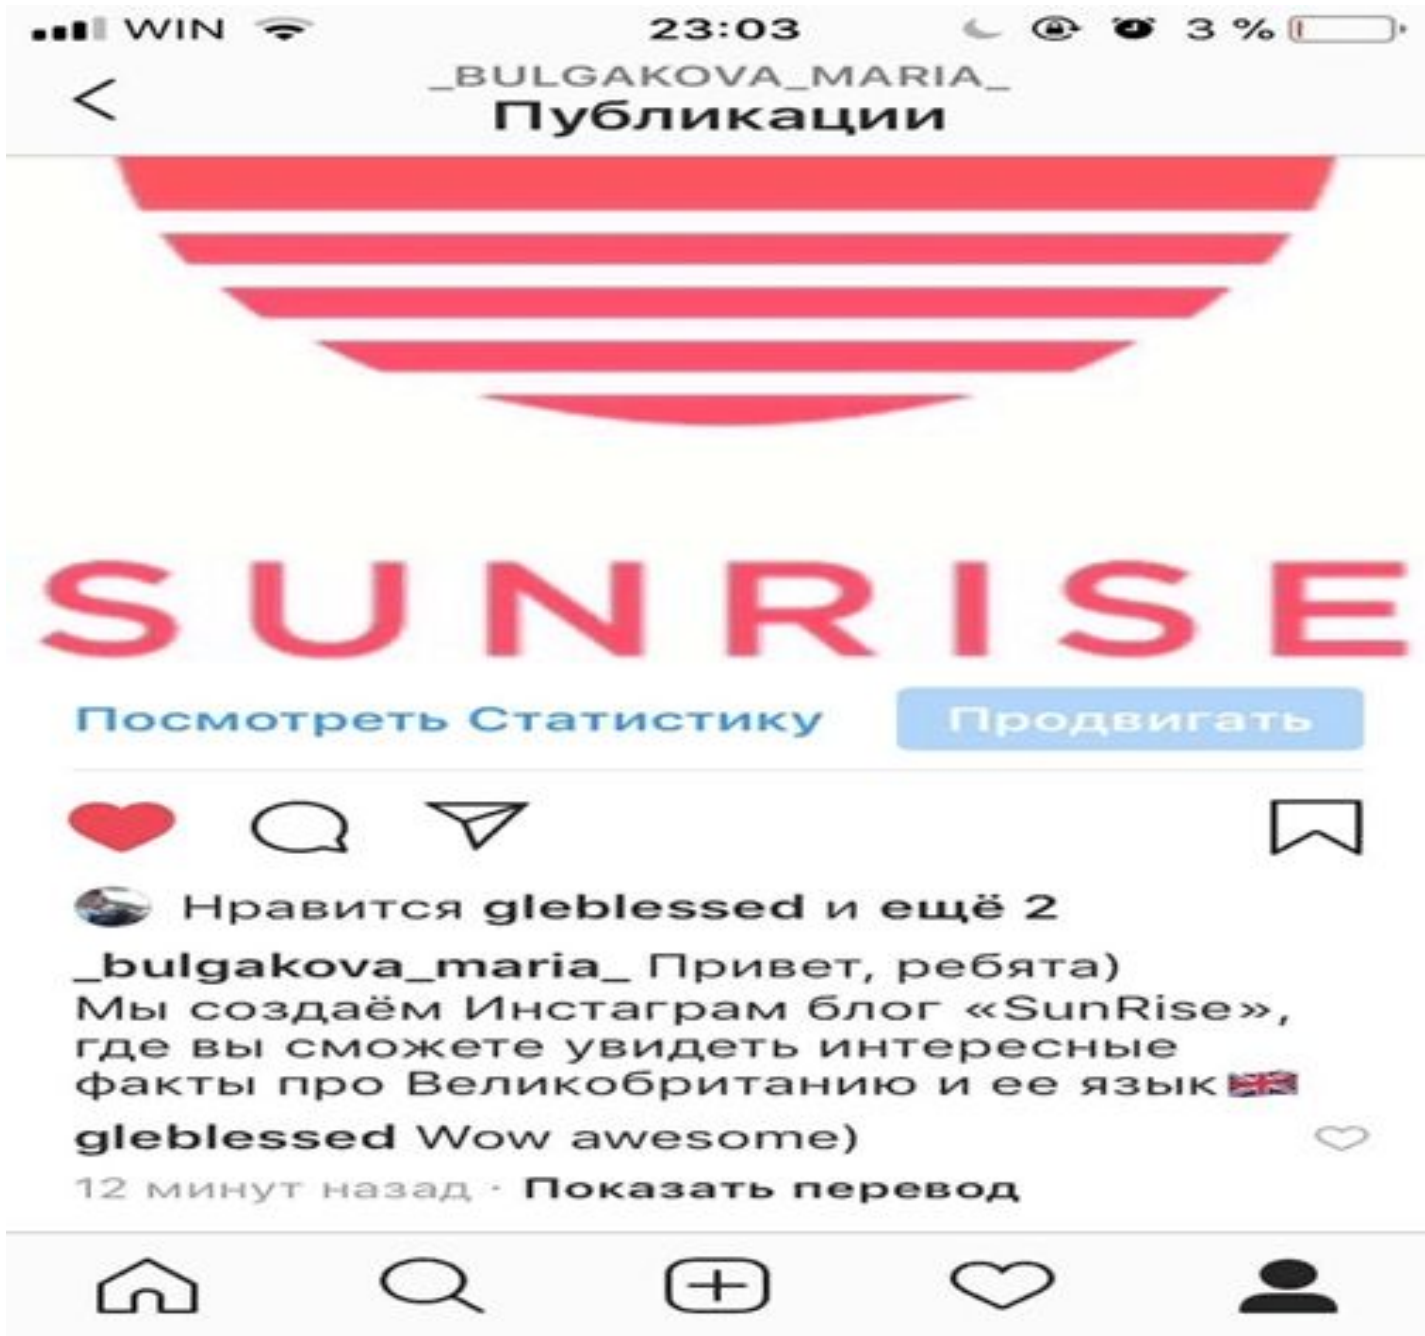 WIN 23:03 3 %
_BULGAKOVA_MARIA_
Публикации
SUNRISE
Посмотреть Статистику Продвигать
Нравится gleblessed и ещё 2
_bulgakova_maria_ Привет, ребята)
Мы создаём Инстаграм блог «SunRise»,
где вы сможете увидеть интересные
факты про Великобританию и ее язык🇬🇧
gleblessed Wow awesome)
12 минут назад · Показать перевод